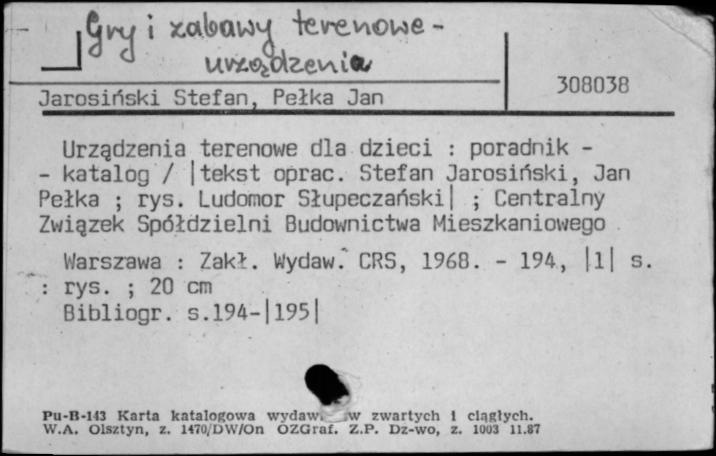 Gry i zabawy terenowe -
urządzenia
308038
Jarosiński Stefan, Pełka Jan
Urządzenia terenowe dla dzieci : poradnik -
- katalog / |tekst oprac. Stefan Jarosiński, Jan
Pełka ; rys. Ludomor Słupeczański| ; Centralny
Związek Spółdzielni Budownictwa Mieszkaniowego
Warszawa : Zakł. Wydaw. CRS, 1968. - 194, |1| s.
: rys. ; 20 cm
Bibliogr. s.194-|195|
Pu-B-143 Karta katalogowa wydaw. w zwartych i ciągłych.
W.A. Olsztyn, z. 1470/DW/On OZGraf. Z.P. Dz-wo, z. 1003 11.87